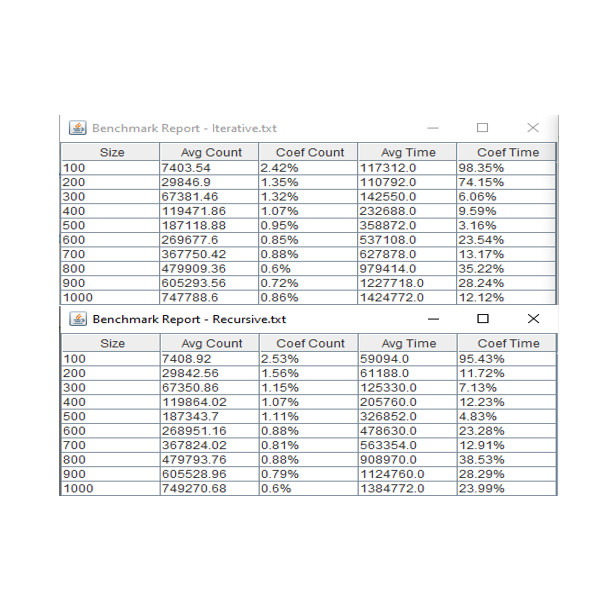 Benchmark Report - Iterative.txt
Size Avg Count Coef Count Avg Time Coef Time
100 7403.54 2.42% 117312.0 98.35%
200 29846.9 1.35% 110792.0 74.15%
300 67381.46 1.32% 142550.0 6.06%
400 119471.86 1.07% 232688.0 9.59%
500 187118.88 0.95% 358872.0 3.16%
600 269677.6 0.85% 537108.0 23.54%
700 367750.42 0.88% 627878.0 13.17%
800 479909.36 0.6% 979414.0 35.22%
900 605293.56 0.72% 1227718.0 28.24%
1000 747788.6 0.86% 1424772.0 12.12%
Benchmark Report - Recursive.txt
Size Avg Count Coef Count Avg Time Coef Time
100 7408.92 2.53% 59094.0 95.43%
200 29842.56 1.56% 61188.0 11.72%
300 67350.86 1.15% 125330.0 7.13%
400 119864.02 1.07% 205760.0 12.23%
500 187343.7 1.11% 326852.0 4.83%
600 268951.16 0.88% 478630.0 23.28%
700 367824.02 0.81% 563354.0 12.91%
800 479793.76 0.88% 908970.0 38.53%
900 605528.96 0.79% 1124760.0 28.29%
1000 749270.68 0.6% 1384772.0 23.99%